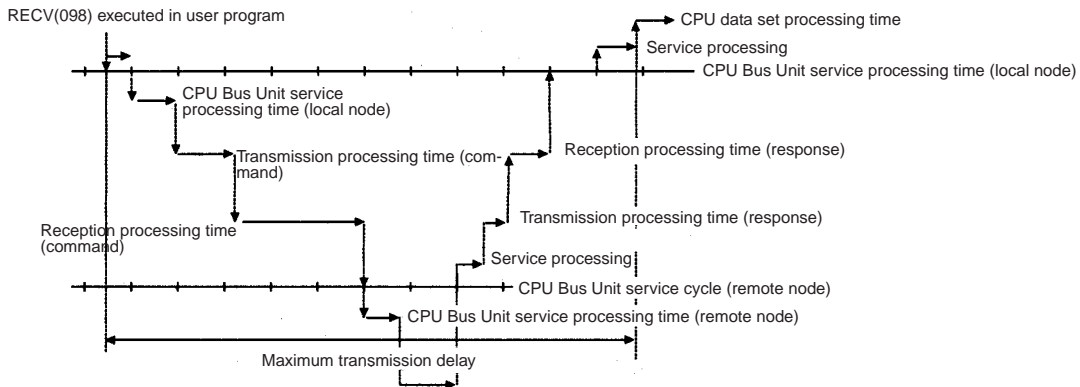 RECV(098) executed in user program
CPU data set processing time
Service processing
CPU Bus Unit service processing time (local node)
CPU Bus Unit service
processing time (local node)
Transmission processing time (com-
mand)
Reception processing time (response)
Reception processing time
(command)
Transmission processing time (response)
Service processing
CPU Bus Unit service cycle (remote node)
CPU Bus Unit service processing time (remote node)
Maximum transmission delay